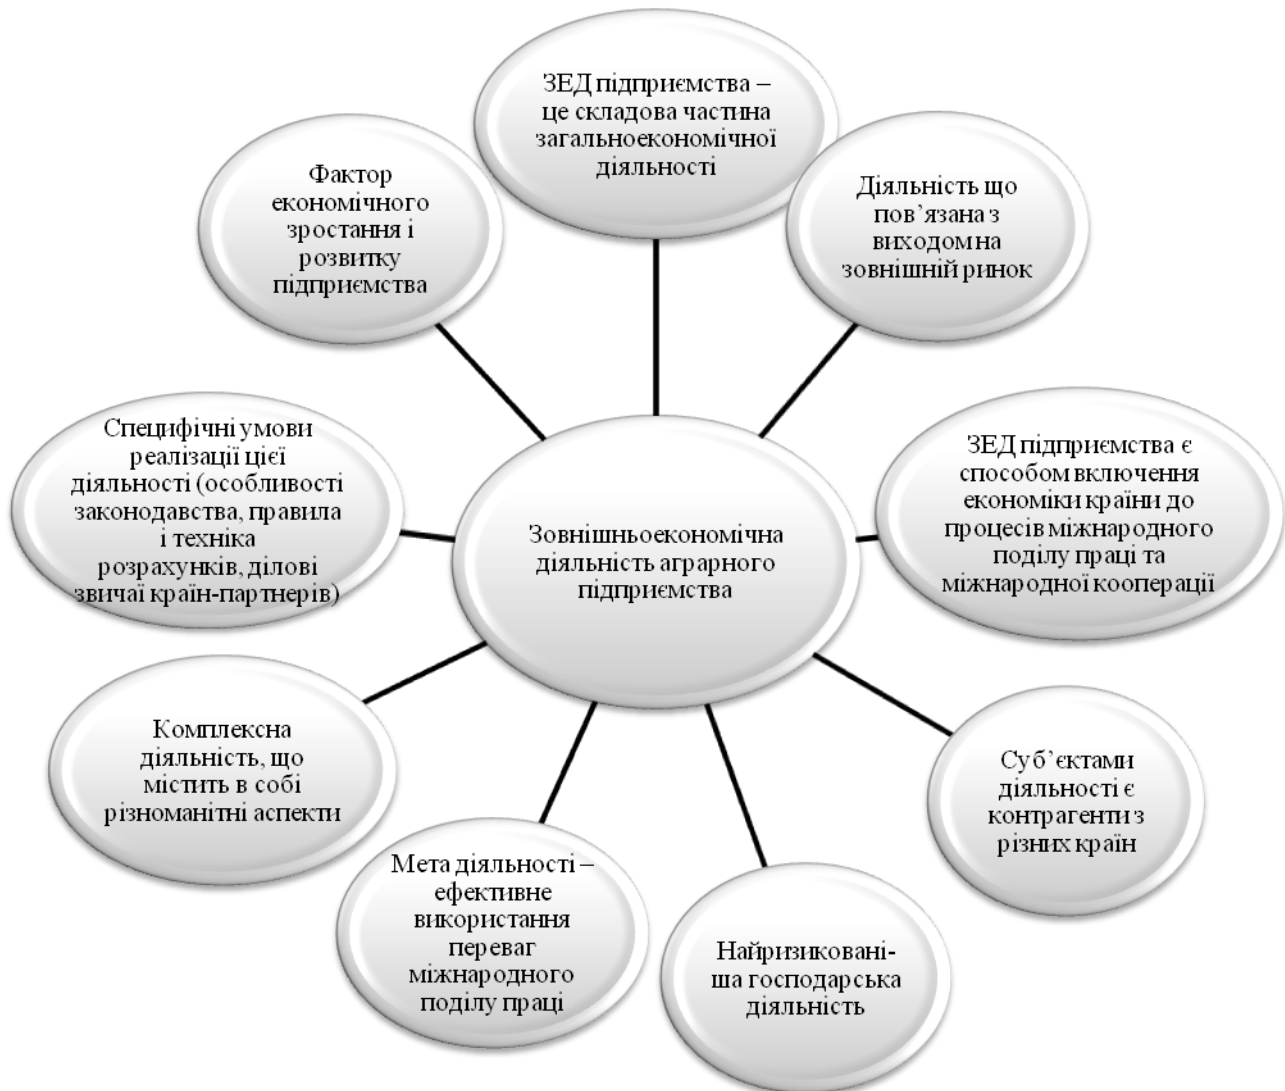 ЗЕД підприємства –
це складова частина
загальноекономічної
діяльності
Діяльність що
пов’язана з
виходом на
зовнішній ринок
ЗЕД підприємства є
способом включення
економіки країни до
процесів міжнародного
поділу праці та
міжнародної кооперації
Суб’єктами
діяльності є
контрагенти з
різних країн
Найризиковані-
ша господарська
діяльність
Мета діяльності –
ефективне
використання
переваг
міжнародного
поділу праці
Комплексна
діяльність, що
містить в собі
різноманітні аспекти
Специфічні умови
реалізації цієї
діяльності (особливості
законодавства, правила
і техніка
розрахунків, ділові
звичаї країн-партнерів)
Фактор
економічного
зростання і
розвитку
підприємства
Зовнішньоекономічна
діяльність аграрного
підприємства